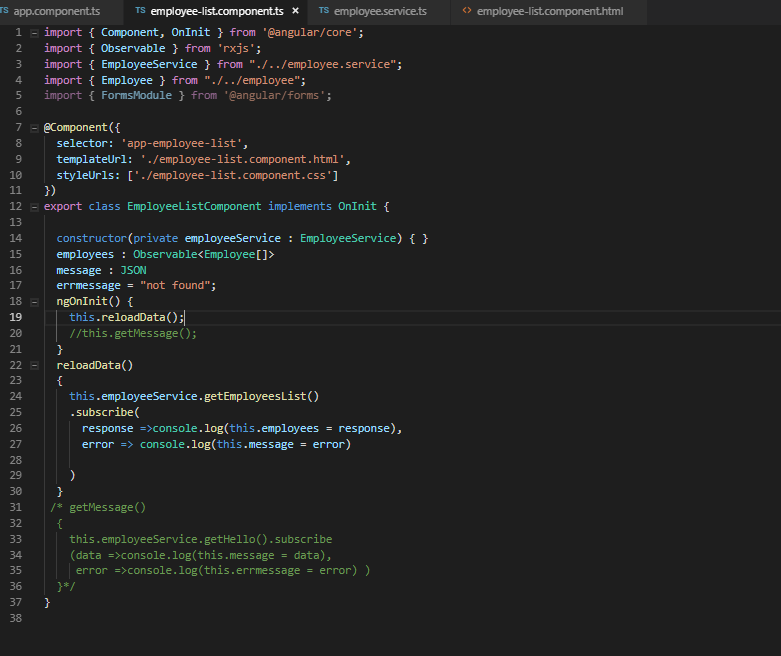 TS app.component.ts TS employee-list.component.ts × TS employee.service.ts <> employee-list.component.html
1 import { Component, OnInit } from '@angular/core';
2 import { Observable } from 'rxjs';
3 import { EmployeeService } from "./../employee.service";
4 import { Employee } from "./../employee";
5 import { FormsModule } from '@angular/forms';
6
7 @Component({
8   selector: 'app-employee-list',
9   templateUrl: './employee-list.component.html',
10   styleUrls: ['./employee-list.component.css']
11 })
12 export class EmployeeListComponent implements OnInit {
13
14   constructor(private employeeService : EmployeeService) { }
15   employees : Observable<Employee[]>
16   message : JSON
17   errmessage = "not found";
18   ngOnInit() {
19     this.reloadData();
20     //this.getMessage();
21   }
22   reloadData()
23   {
24     this.employeeService.getEmployeesList()
25     .subscribe(
26       response =>console.log(this.employees = response),
27       error => console.log(this.message = error)
28
29     )
30   }
31  /* getMessage()
32   {
33     this.employeeService.getHello().subscribe
34     (data =>console.log(this.message = data),
35      error =>console.log(this.errmessage = error) )
36   }*/
37 }
38